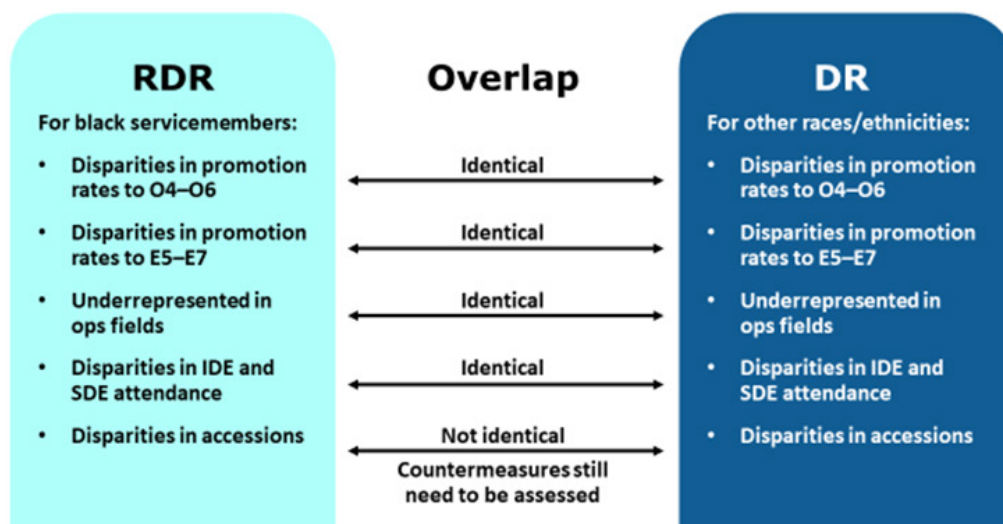 RDR
For black servicemembers:
• Disparities in promotion
rates to O4–O6
• Disparities in promotion
rates to E5–E7
• Underrepresented in
ops fields
• Disparities in IDE and
SDE attendance
• Disparities in accessions
Overlap
Identical
Identical
Identical
Identical
Not identical
Countermeasures still
need to be assessed
DR
For other races/ethnicities:
• Disparities in promotion
rates to O4–O6
• Disparities in promotion
rates to E5–E7
• Underrepresented in
ops fields
• Disparities in IDE and
SDE attendance
• Disparities in accessions